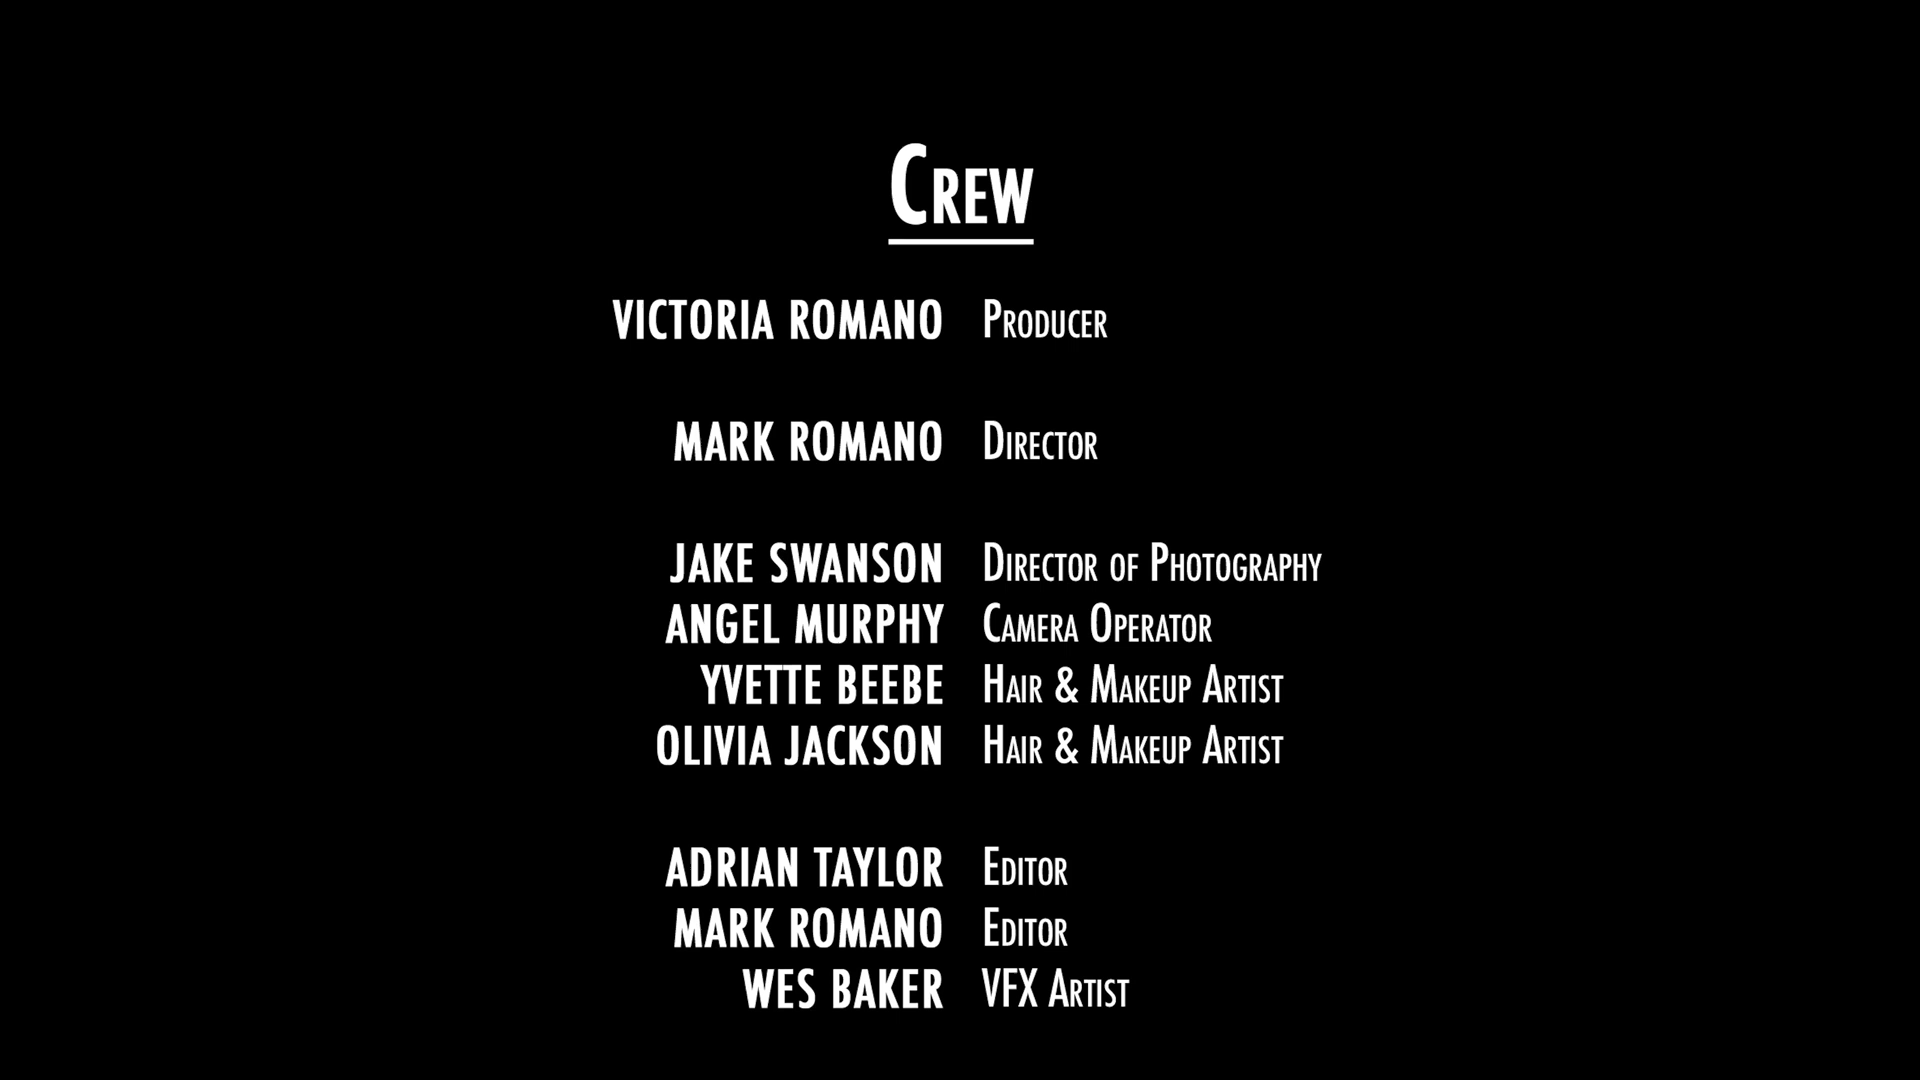 Crew
VICTORIA ROMANO Producer
MARK ROMANO Director
JAKE SWANSON Director of Photography
ANGEL MURPHY Camera Operator
YVETTE BEEBE Hair & Makeup Artist
OLIVIA JACKSON Hair & Makeup Artist
ADRIAN TAYLOR Editor
MARK ROMANO Editor
WES BAKER VFX Artist